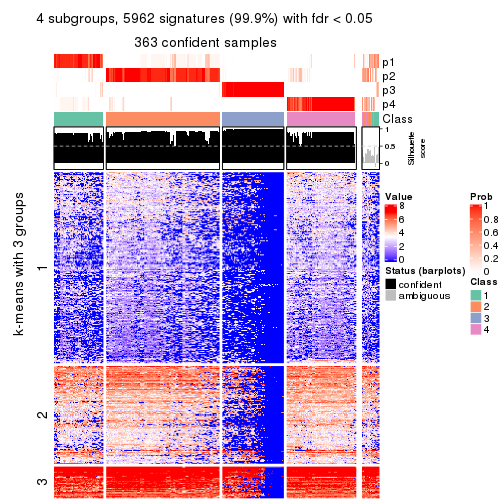 4 subgroups, 5962 signatures (99.9%) with fdr < 0.05
363 confident samples
p1
p2
p3
p4
Class
1
0.5
0
Silhouette
score
k-means with 3 groups
1
2
3
Value
8
6
4
2
0
Status (barplots)
confident
ambiguous
Prob
1
0.8
0.6
0.4
0.2
0
Class
1
2
3
4